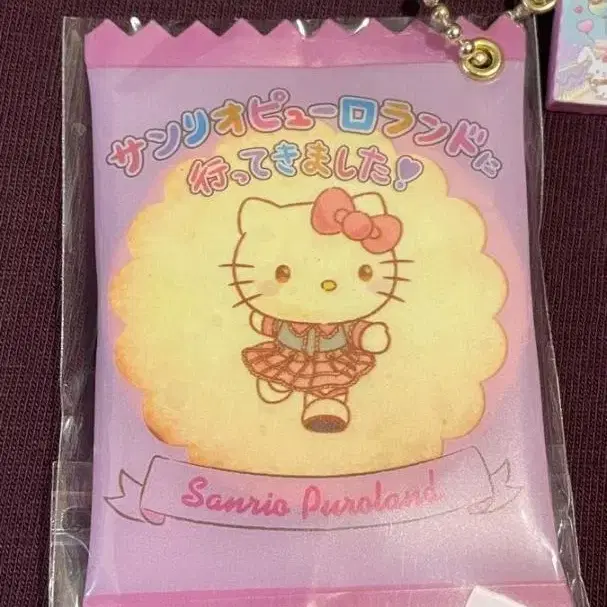 サンリオピューロランドに
行ってきました!
Sanrio Puroland